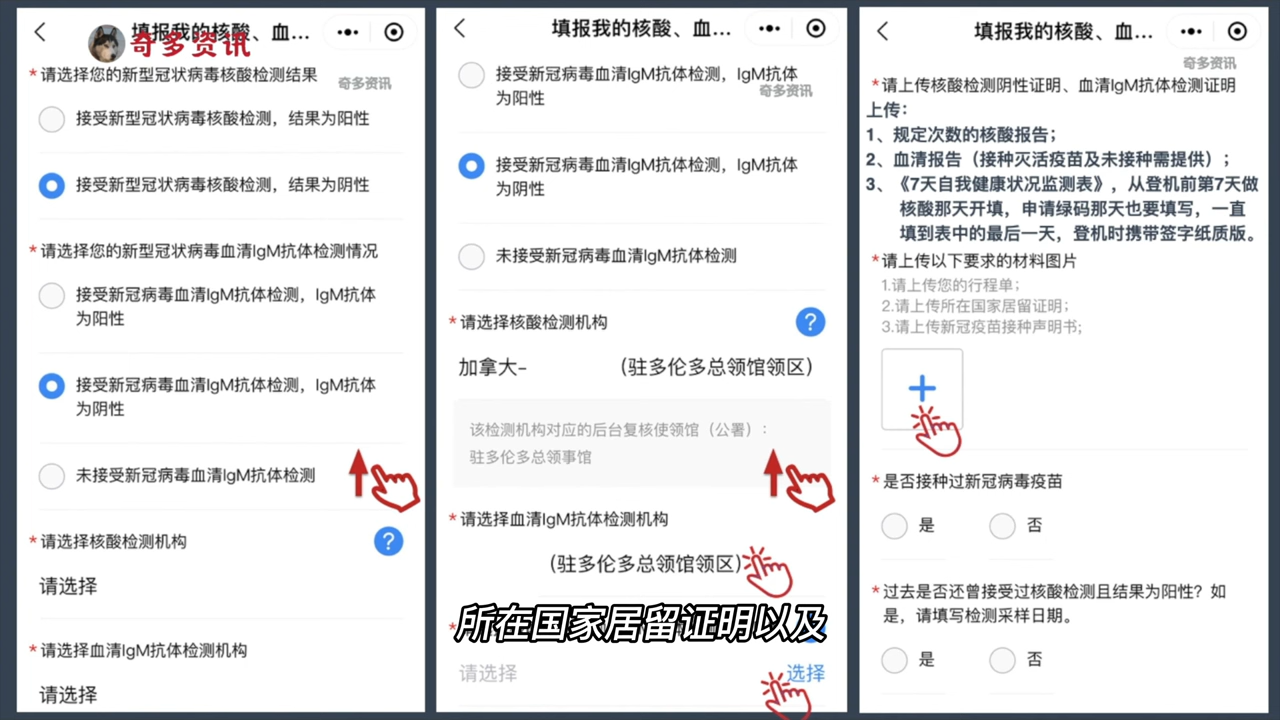 填报我的核酸、血...
奇多资讯
*请选择您的新型冠状病毒核酸检测结果
奇多资讯
接受新型冠状病毒核酸检测，结果为阳性
接受新型冠状病毒核酸检测，结果为阴性
*请选择您的新型冠状病毒血清IgM抗体检测情况
接受新冠病毒血清IgM抗体检测，IgM抗体
为阳性
接受新冠病毒血清IgM抗体检测，IgM抗体
为阴性
未接受新冠病毒血清IgM抗体检测
*请选择核酸检测机构
?
请选择
*请选择血清IgM抗体检测机构
请选择
填报我的核酸、血...
接受新冠病毒血清IgM抗体检测，IgM抗体
为阳性
奇多资讯
接受新冠病毒血清IgM抗体检测，IgM抗体
为阴性
未接受新冠病毒血清IgM抗体检测
*请选择核酸检测机构
?
加拿大- （驻多伦多总领馆领区）
该检测机构对应的后台复核使领馆（公署）：
驻多伦多总领事馆
*请选择血清IgM抗体检测机构
（驻多伦多总领馆领区）
所在国家居留证明以及
*
请选择 选择
填报我的核酸、血...
奇多资讯
*请上传核酸检测阴性证明、血清IgM抗体检测证明
上传：
1、规定次数的核酸报告；
2、血清报告（接种灭活疫苗及未接种需提供）；
3、《7天自我健康状况监测表》，从登机前第7天做
核酸那天开填，申请绿码那天也要填写，一直
填到表中的最后一天，登机时携带签字纸质版。
*请上传以下要求的材料图片
1.请上传您的行程单；
2.请上传所在国家居留证明；
3.请上传新冠疫苗接种声明书;
*是否接种过新冠病毒疫苗
是 否
*过去是否还曾接受过核酸检测且结果为阳性？如
是，请填写检测采样日期。
是 否